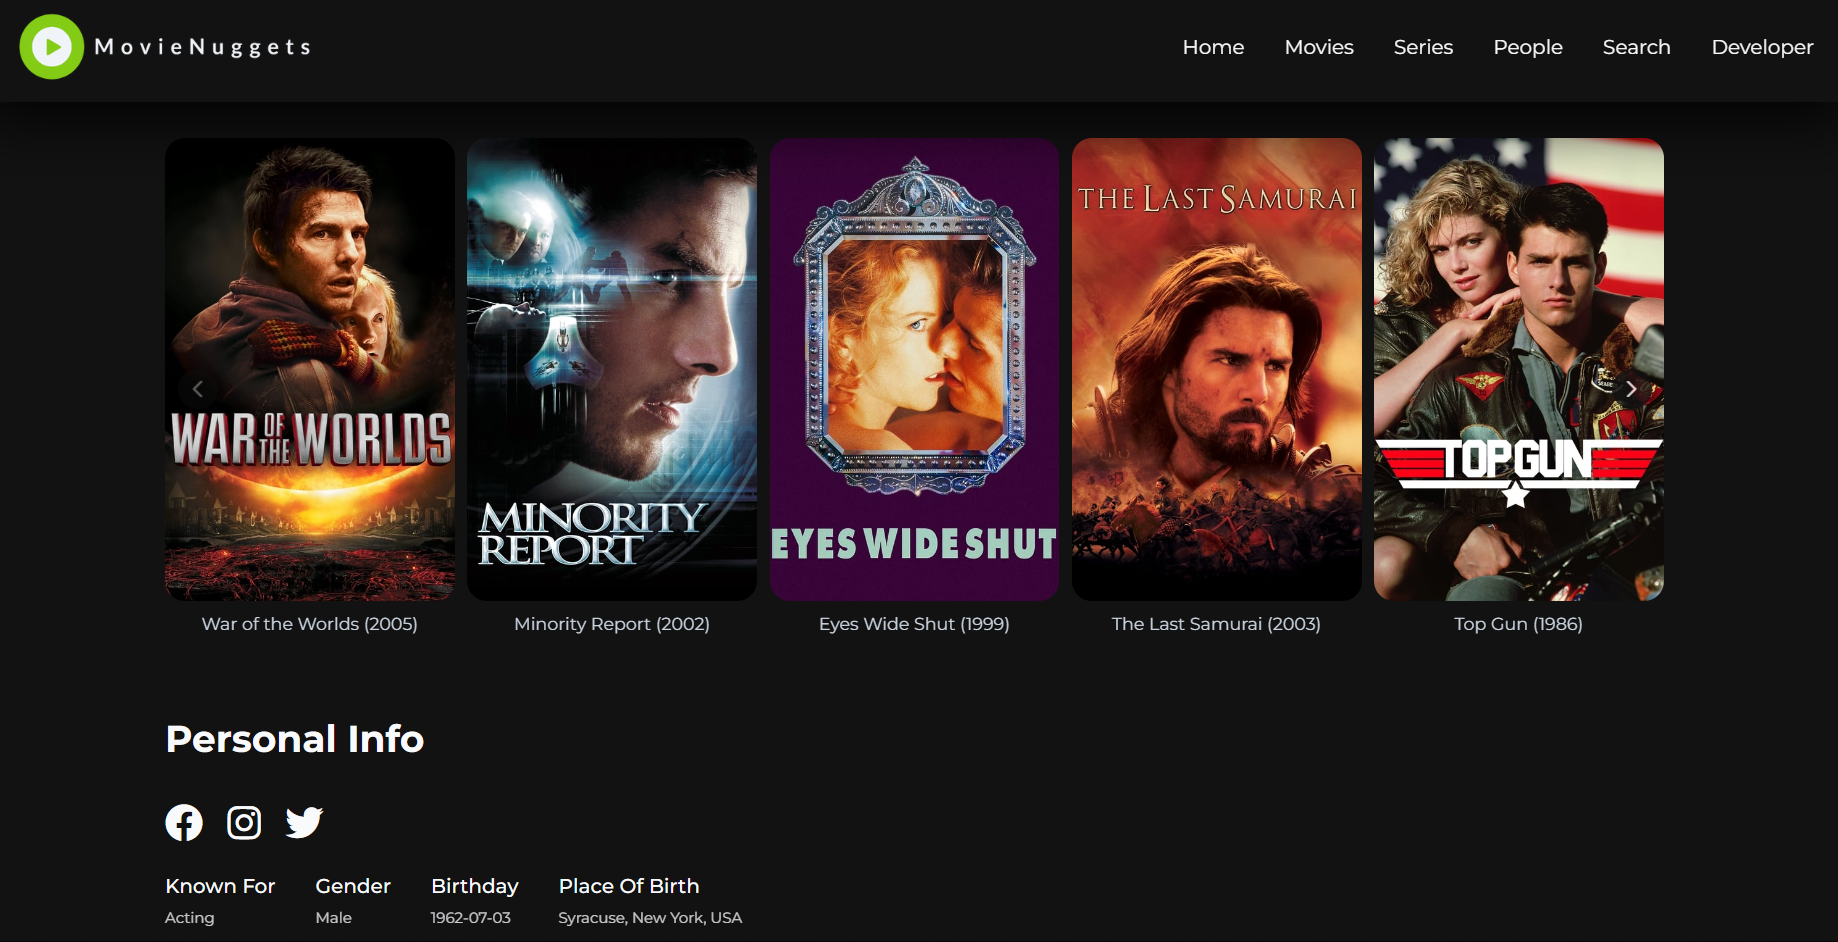 MovieNuggets
Home Movies Series People Search Developer
WAR OF THE WORLDS
MINORITY
REPORT
EYES WIDE SHUT
THE LAST SAMURAI
TOP GUN
War of the Worlds (2005)
Minority Report (2002)
Eyes Wide Shut (1999)
The Last Samurai (2003)
Top Gun (1986)
Personal Info
Known For Gender Birthday Place Of Birth
Acting Male 1962-07-03 Syracuse, New York, USA